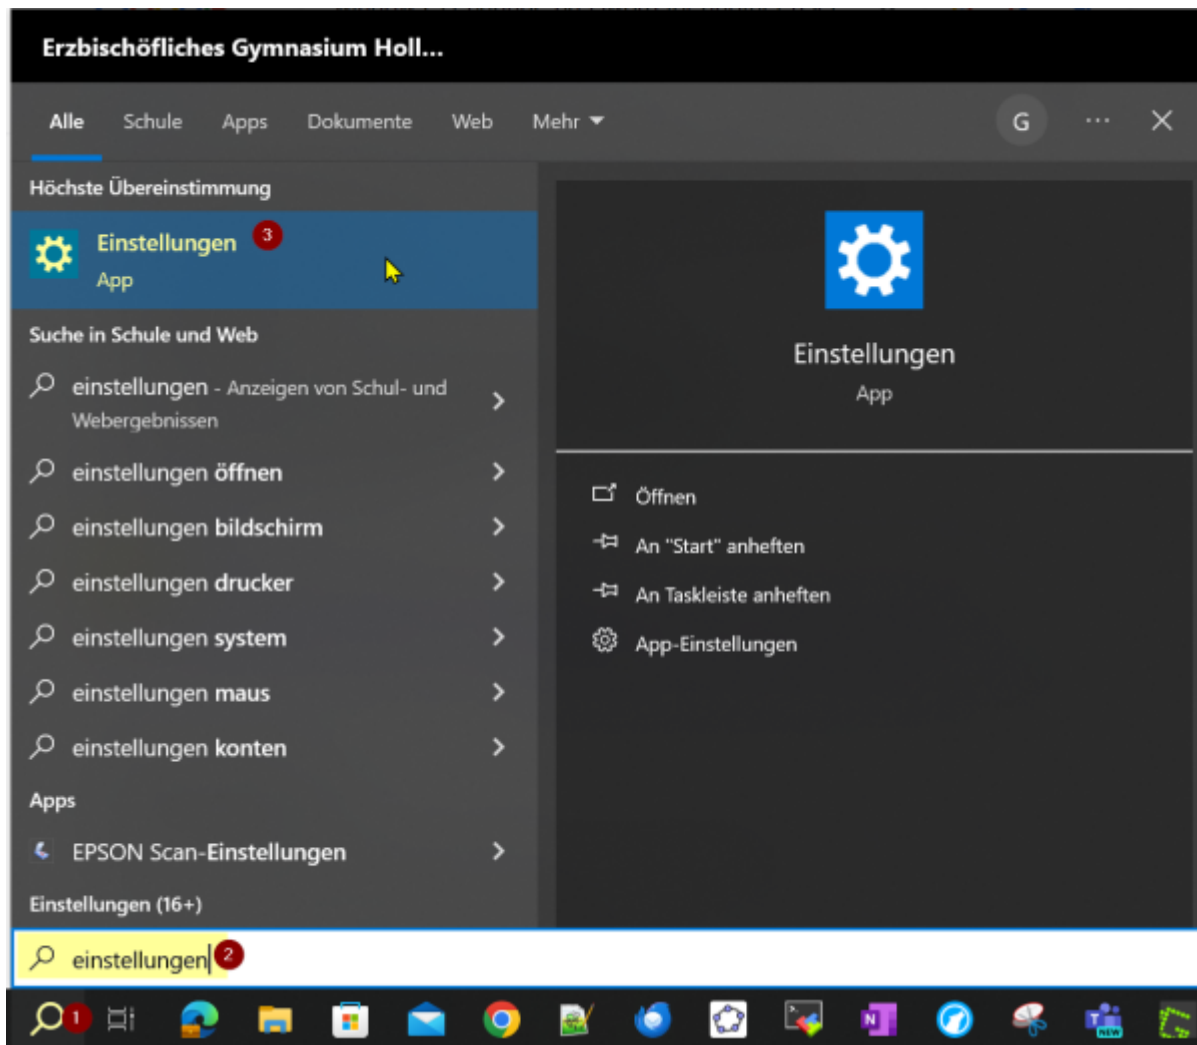 Erzbischöfliches Gymnasium Holl...
Alle Schule Apps Dokumente Web Mehr
G ...
Höchste Übereinstimmung
Einstellungen 3
App
Suche in Schule und Web
einstellungen - Anzeigen von Schul- und
Webergebnissen
einstellungen öffnen
einstellungen bildschirm
einstellungen drucker
einstellungen system
einstellungen maus
einstellungen konten
Apps
EPSON Scan-Einstellungen
Einstellungen (16+)
Einstellungen
App
Öffnen
An "Start" anheften
An Taskleiste anheften
App-Einstellungen
einstellungen 2
1 N T NEW